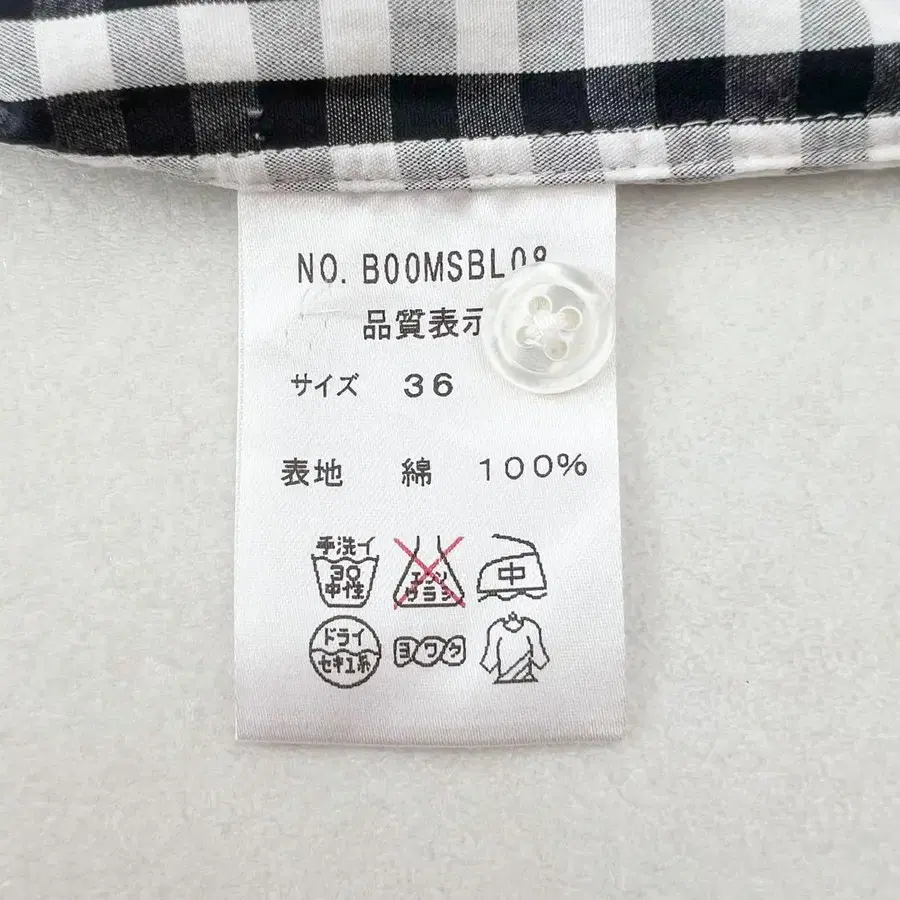 NO. B00MSBL08
品質表示
サイズ 36
表地 綿 100%
手洗イ
30
中性
エンソ
サラシ
中
ドライ
セキユ系
ヨワク